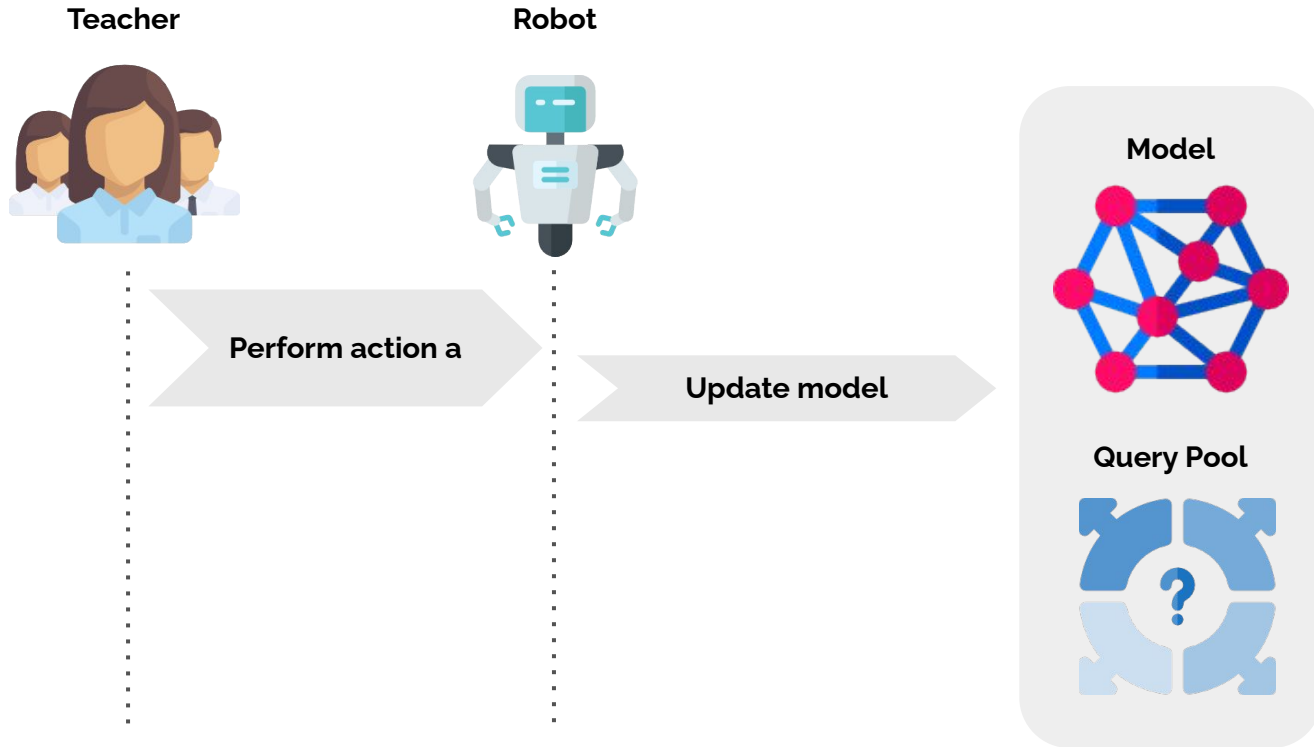 Teacher
Robot
Model
Perform action a
Update model
Query Pool
?